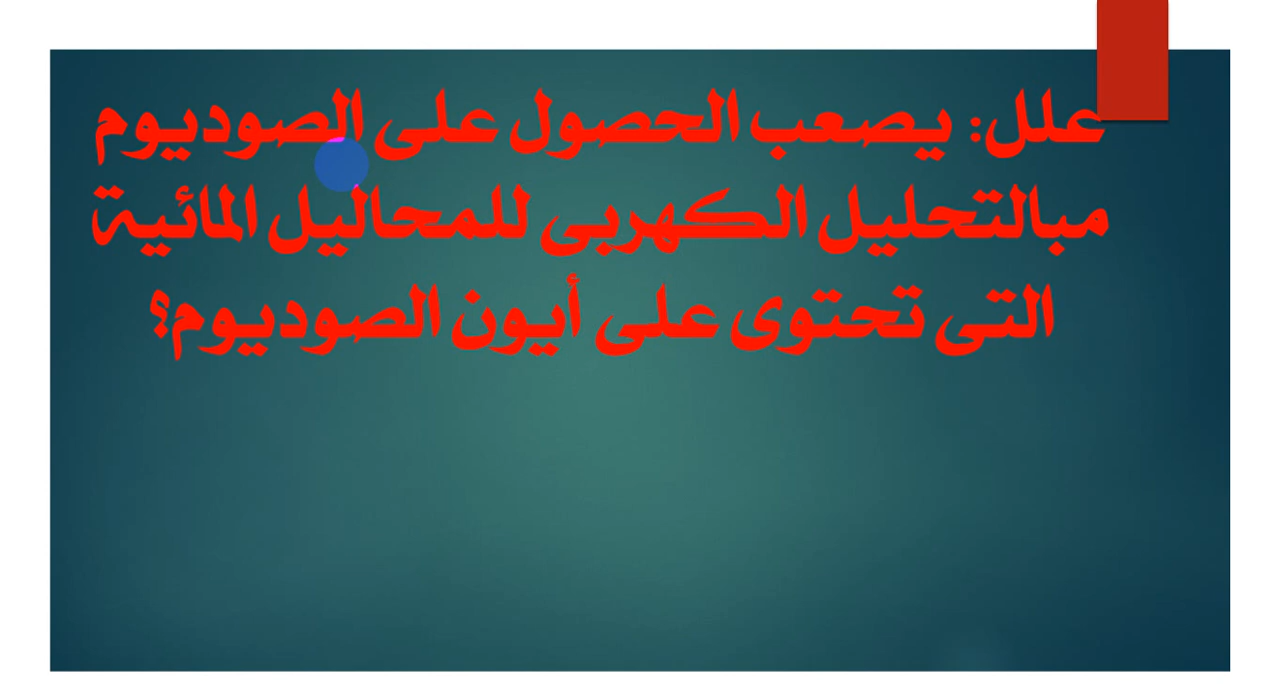 علل: يصعب الحصول على الصوديوم
مبالتحليل الكهربى للمحاليل المائية
التى تحتوى على أيون الصوديوم؟